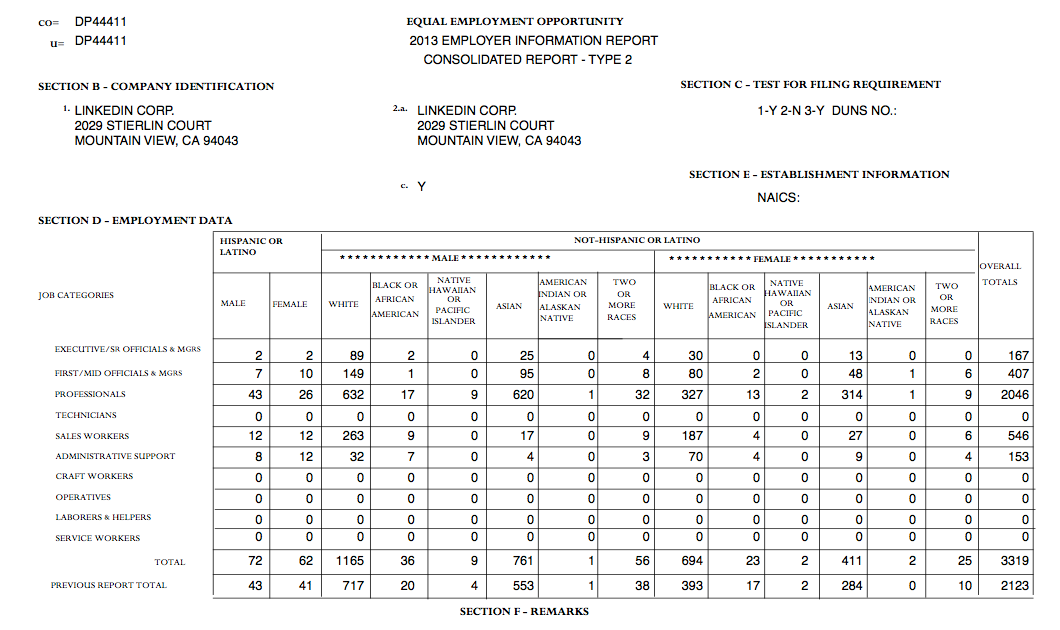 CO= DP44411
U= DP44411
EQUAL EMPLOYMENT OPPORTUNITY
2013 EMPLOYER INFORMATION REPORT
CONSOLIDATED REPORT - TYPE 2
SECTION B - COMPANY IDENTIFICATION
1. LINKEDIN CORP.
2029 STIERLIN COURT
MOUNTAIN VIEW, CA 94043
2.a. LINKEDIN CORP.
2029 STIERLIN COURT
MOUNTAIN VIEW, CA 94043
c. Y
SECTION C - TEST FOR FILING REQUIREMENT
1-Y 2-N 3-Y DUNS NO.:
SECTION E - ESTABLISHMENT INFORMATION
NAICS:
SECTION D - EMPLOYMENT DATA
JOB CATEGORIES
HISPANIC OR
LATINO
NOT-HISPANIC OR LATINO
* * * * * * * * * * * * MALE * * * * * * * * * * * *
* * * * * * * * * * * FEMALE * * * * * * * * * * *
OVERALL
TOTALS
MALE
FEMALE
WHITE
BLACK OR
AFRICAN
AMERICAN
NATIVE
HAWAIIAN
OR
PACIFIC
ISLANDER
ASIAN
AMERICAN
INDIAN OR
ALASKAN
NATIVE
TWO
OR
MORE
RACES
WHITE
BLACK OR
AFRICAN
AMERICAN
NATIVE
HAWAIIAN
OR
PACIFIC
ISLANDER
ASIAN
AMERICAN
INDIAN OR
ALASKAN
NATIVE
TWO
OR
MORE
RACES
EXECUTIVE/SR OFFICIALS & MGRS 2 2 89 2 0 25 0 4 30 0 0 13 0 0 167
FIRST/MID OFFICIALS & MGRS 7 10 149 1 0 95 0 8 80 2 0 48 1 6 407
PROFESSIONALS 43 26 632 17 9 620 1 32 327 13 2 314 1 9 2046
TECHNICIANS 0 0 0 0 0 0 0 0 0 0 0 0 0 0 0
SALES WORKERS 12 12 263 9 0 17 0 9 187 4 0 27 0 6 546
ADMINISTRATIVE SUPPORT 8 12 32 7 0 4 0 3 70 4 0 9 0 4 153
CRAFT WORKERS 0 0 0 0 0 0 0 0 0 0 0 0 0 0 0
OPERATIVES 0 0 0 0 0 0 0 0 0 0 0 0 0 0 0
LABORERS & HELPERS 0 0 0 0 0 0 0 0 0 0 0 0 0 0 0
SERVICE WORKERS 0 0 0 0 0 0 0 0 0 0 0 0 0 0 0
TOTAL 72 62 1165 36 9 761 1 56 694 23 2 411 2 25 3319
PREVIOUS REPORT TOTAL 43 41 717 20 4 553 1 38 393 17 2 284 0 10 2123
SECTION F - REMARKS